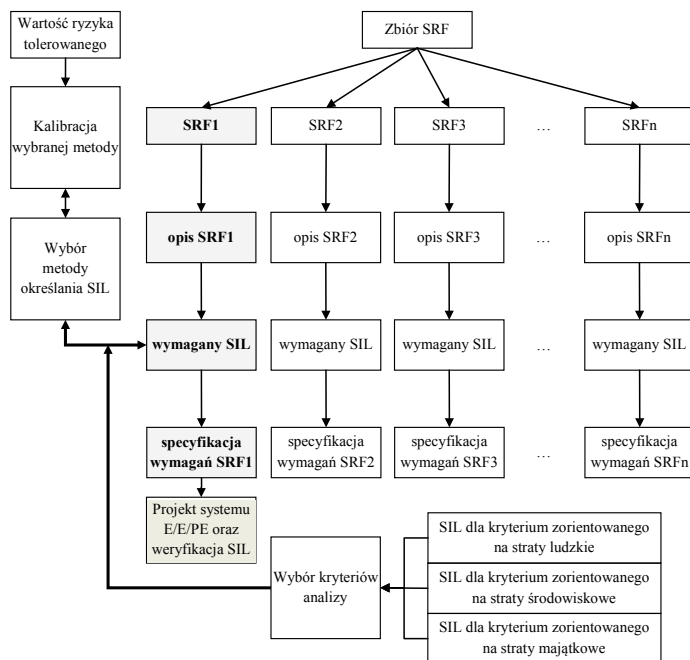 Wartość ryzyka
tolerowanego
Zbiór SRF
Kalibracja
wybranej metody
SRF1
SRF2
SRF3
...
SRFn
Wybór
metody
określania SIL
opis SRF1
opis SRF2
opis SRF3
...
opis SRFn
wymagany SIL
wymagany SIL
wymagany SIL
...
wymagany SIL
specyfikacja
wymagań SRF1
specyfikacja
wymagań SRF2
specyfikacja
wymagań SRF3
...
specyfikacja
wymagań SRFn
Projekt systemu
E/E/PE oraz
weryfikacja SIL
Wybór kryteriów
analizy
SIL dla kryterium zorientowanego
na straty ludzkie
SIL dla kryterium zorientowanego
na straty środowiskowe
SIL dla kryterium zorientowanego
na straty majątkowe